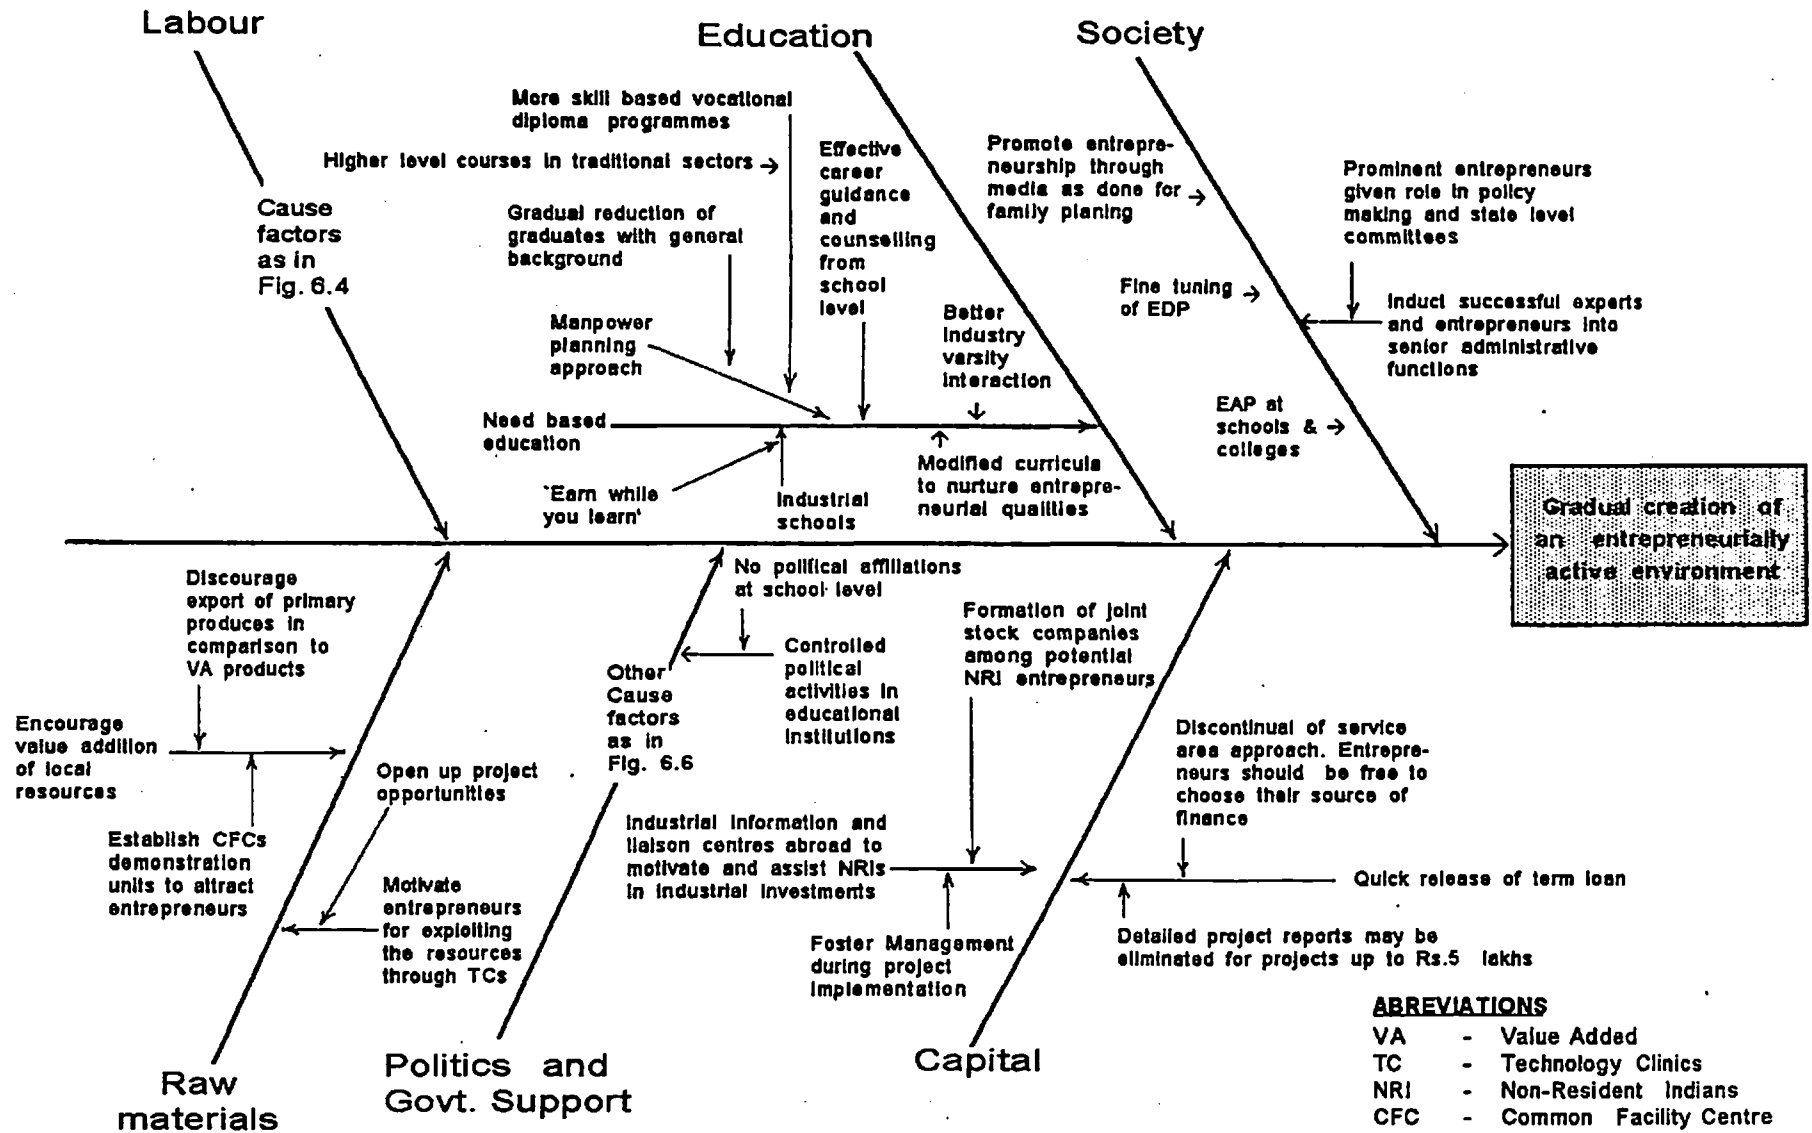 Labour
Education
Society
More skill based vocational
diploma programmes
Higher level courses in traditional sectors
Gradual reduction of
graduates with general
background
Effective
career
guidance
and
counselling
from
school
level
Promote entrepre-
neurship through
media as done for
family planing
Prominent entrepreneurs
given role in policy
making and state level
committees
Cause
factors
as in
Fig. 6.4
Manpower
planning
approach
Better
industry
varsity
interaction
Fine tuning
of EDP
Induct successful experts
and entrepreneurs into
senior administrative
functions
Need based
education
EAP at
schools &
colleges
'Earn while
you learn'
Industrial
schools
Modified curricula
to nurture entrepre-
neurial qualities
Gradual creation of
an entrepreneurially
active environment
Discourage
export of primary
produces in
comparison to
VA products
No political affiliations
at school level
Formation of joint
stock companies
among potential
NRI entrepreneurs
Controlled
political
activities in
educational
institutions
Other
Cause
factors
as in
Fig. 6.6
Encourage
value addition
of local
resources
Open up project
opportunities
Discontinual of service
area approach. Entrepre-
neurs should be free to
choose their source of
finance
Establish CFCs
demonstration
units to attract
entrepreneurs
Industrial information and
liaison centres abroad to
motivate and assist NRIs
in industrial investments
Motivate
entrepreneurs
for exploiting
the resources
through TCs
Quick release of term loan
Foster Management
during project
implementation
Detailed project reports may be
eliminated for projects up to Rs.5 lakhs
Raw
materials
Politics and
Govt. Support
Capital
ABREVIATIONS
VA - Value Added
TC - Technology Clinics
NRI - Non-Resident Indians
CFC - Common Facility Centre